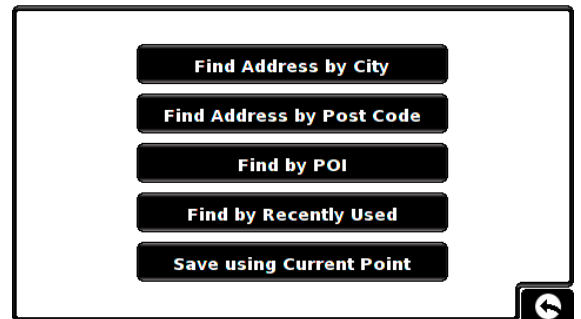 Find Address by City
Find Address by Post Code
Find by POI
Find by Recently Used
Save using Current Point